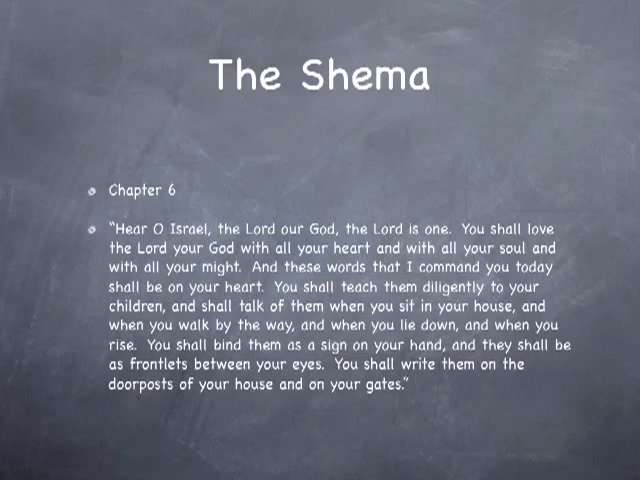 The Shema
Chapter 6
"Hear O Israel, the Lord our God, the Lord is one. You shall love
the Lord your God with all your heart and with all your soul and
with all your might. And these words that I command you today
shall be on your heart. You shall teach them diligently to your
children, and shall talk of them when you sit in your house, and
when you walk by the way, and when you lie down, and when you
rise. You shall bind them as a sign on your hand, and they shall be
as frontlets between your eyes. You shall write them on the
doorposts of your house and on your gates."